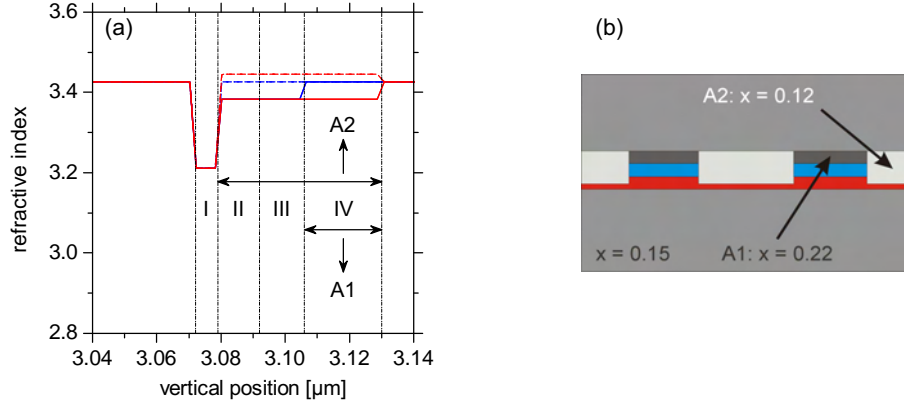 (a)
3.6
3.4
3.2
3.0
2.8
refractive index
A2
I II III IV
A1
3.04 3.06 3.08 3.10 3.12 3.14
vertical position [µm]
(b)
A2: x = 0.12
x = 0.15 A1: x = 0.22